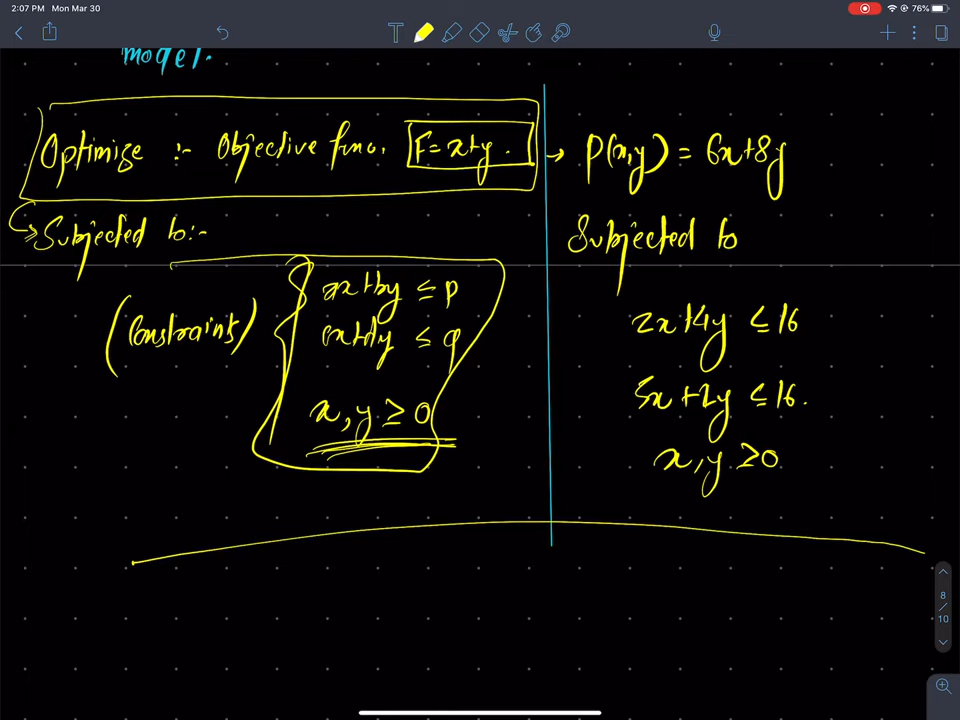 2:07 PM Mon Mar 30
76%
model.
Optimize :- Objective func. F = x+y.
Subjected to:-
(Constraints)
ax+by ≤ p
cx+dy ≤ q
x, y ≥ 0
→ P(x,y) = 6x+8y
Subjected to
2x+4y ≤ 16
5x+2y ≤ 16.
x, y ≥ 0
8
/
10